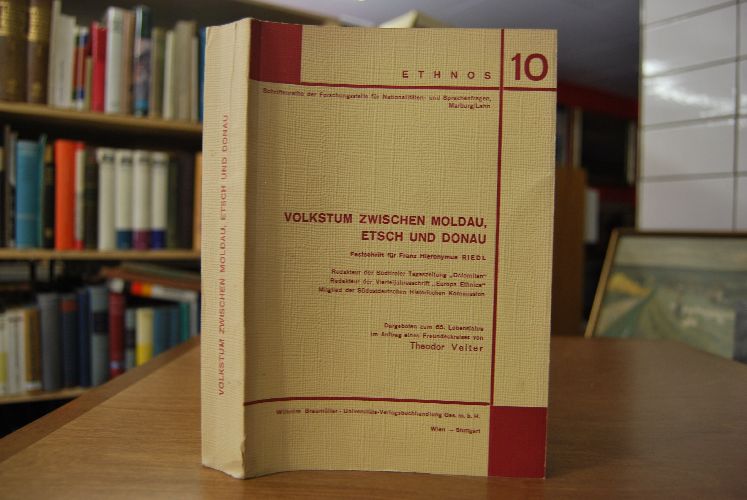 VOLKSTUM ZWISCHEN MOLDAU, ETSCH UND DONAU
ETHNOS 10
Schriftenreihe der Forschungsstelle für Nationalitäten- und Sprachenfragen,
Marburg/Lahn
VOLKSTUM ZWISCHEN MOLDAU,
ETSCH UND DONAU
Festschrift für Franz Hieronymus RIEDL
Redakteur der Südtiroler Tageszeitung „Dolomiten"
Redakteur der Vierteljahresschrift „Europa Ethnica"
Mitglied der Südostdeutschen Historischen Kommission
Dargeboten zum 65. Lebensjahre
im Auftrag eines Freundeskreises von
Theodor Veiter
Wilhelm Braumüller - Universitäts-Verlagsbuchhandlung Ges. m. b. H.
Wien – Stuttgart